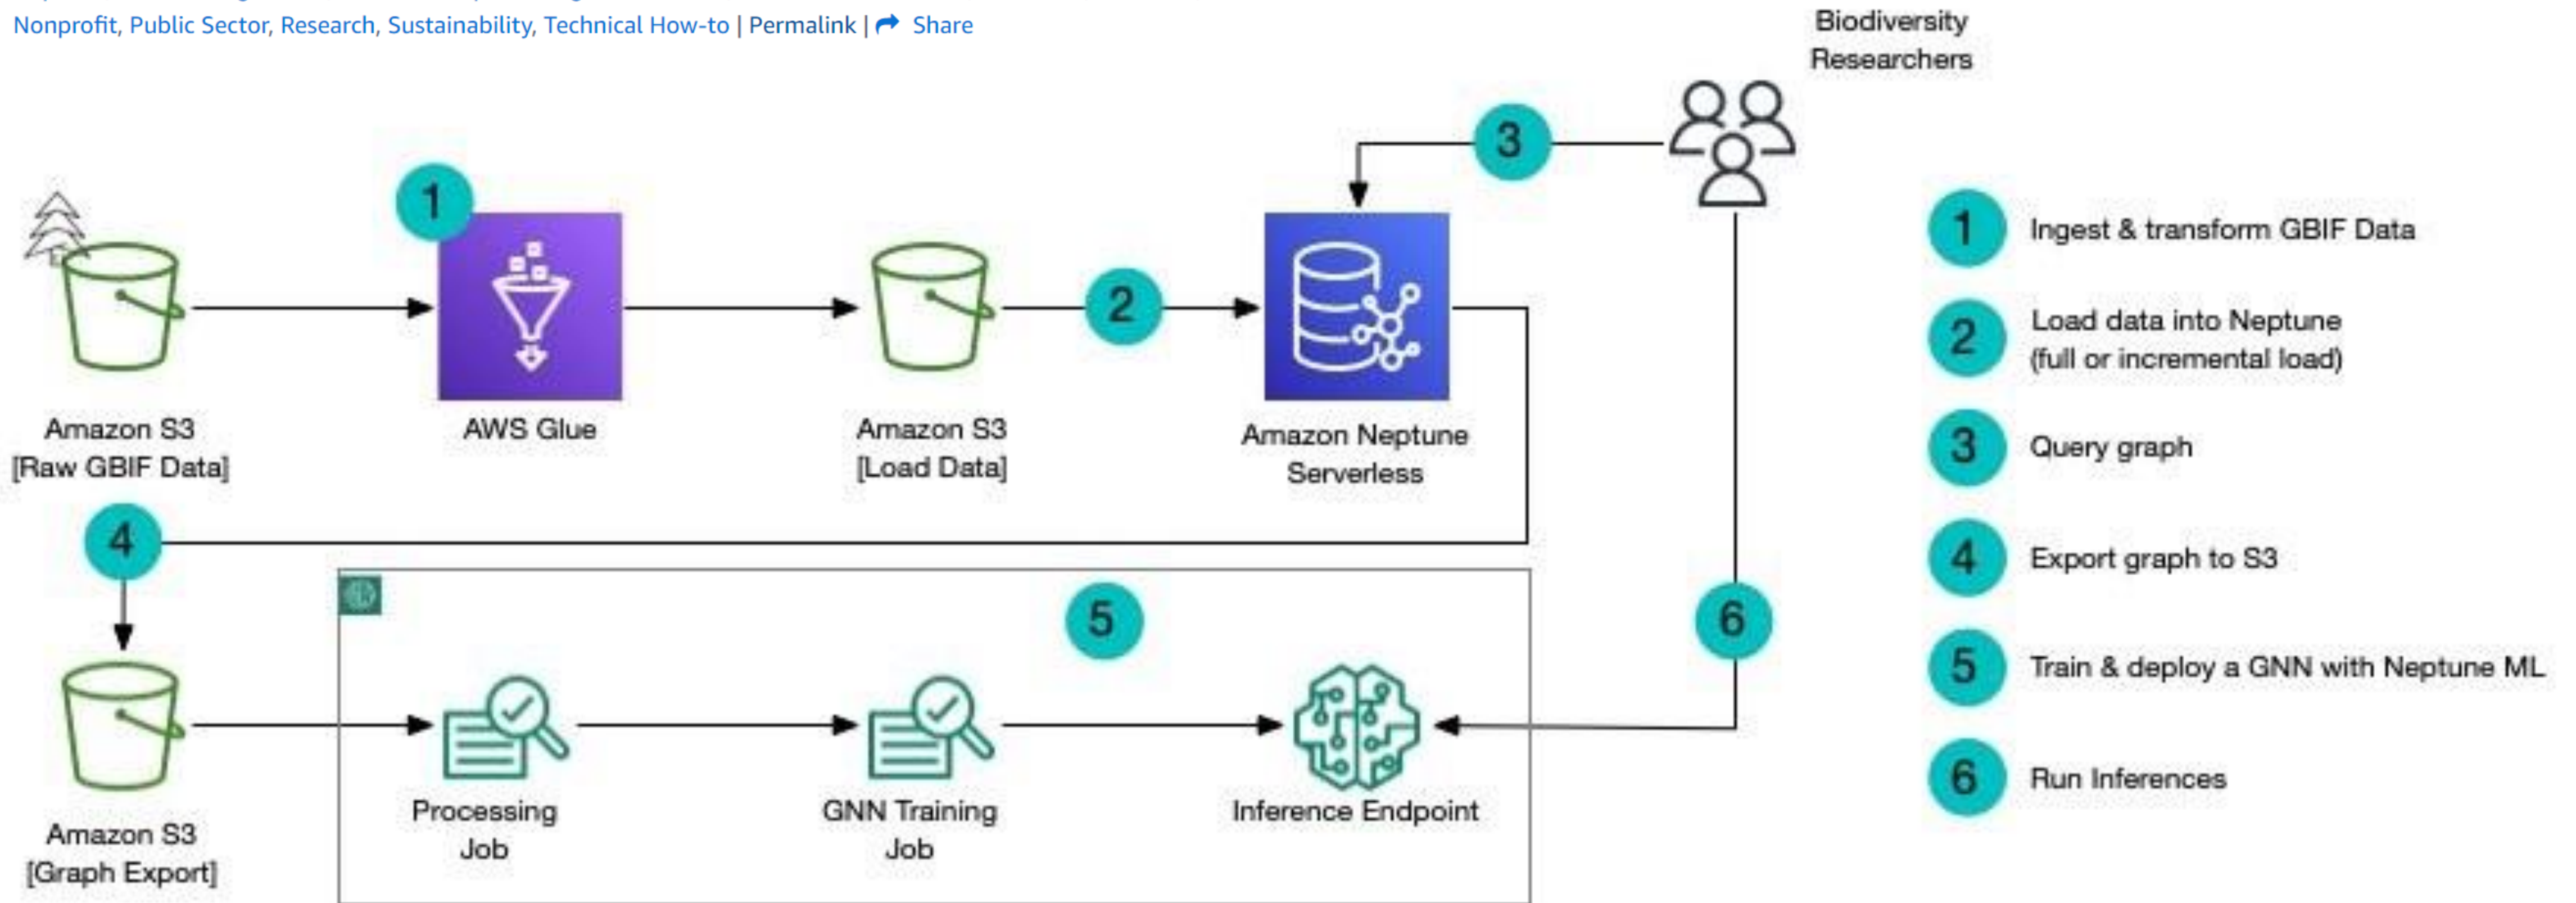 Nonprofit, Public Sector, Research, Sustainability, Technical How-to | Permalink | Share
Biodiversity
Researchers
3
1
2
Amazon S3
[Raw GBIF Data]
AWS Glue
Amazon S3
[Load Data]
Amazon Neptune
Serverless
4
5
6
Processing
Job
GNN Training
Job
Inference Endpoint
Amazon S3
[Graph Export]
1 Ingest & transform GBIF Data
2 Load data into Neptune
(full or incremental load)
3 Query graph
4 Export graph to S3
5 Train & deploy a GNN with Neptune ML
6 Run Inferences